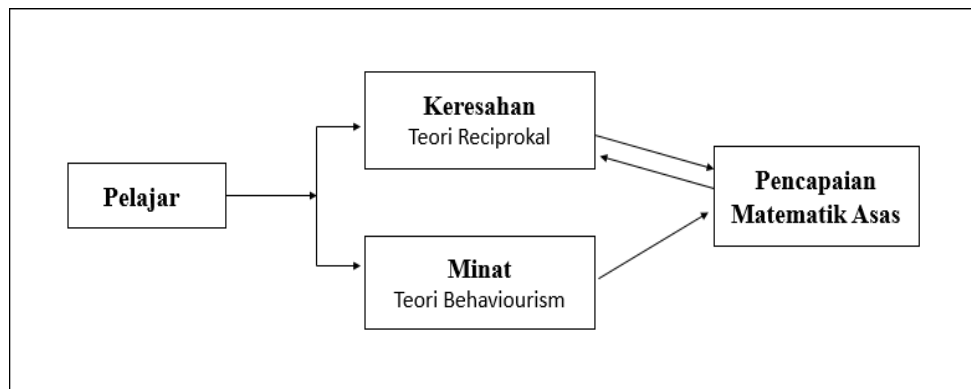 Keresahan
Teori Reciprokal
Pelajar
Pencapaian
Matematik Asas
Minat
Teori Behaviourism